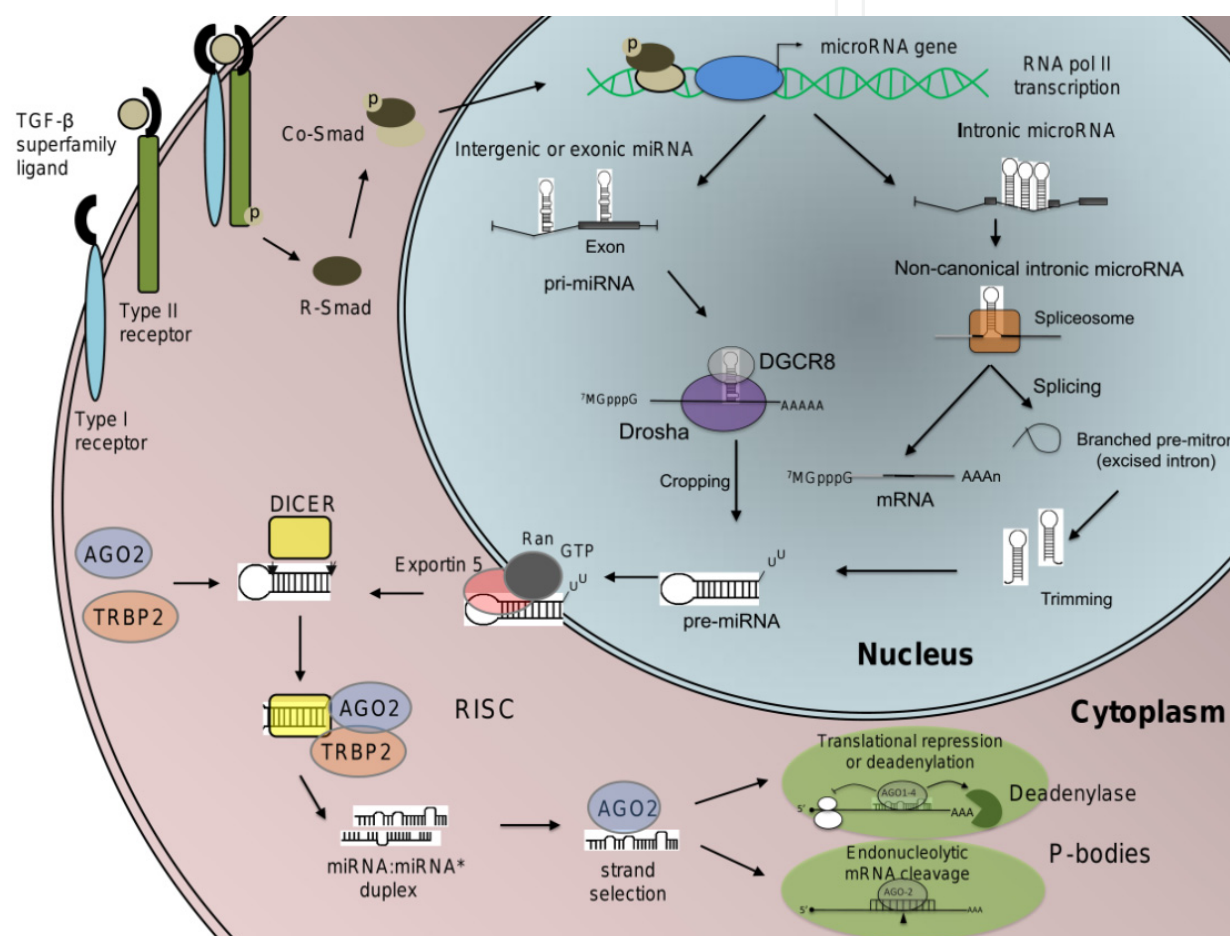 p
microRNA gene
RNA pol II
transcription
p
Co-Smad
TGF-β
superfamily
ligand
Intergenic or exonic miRNA
Intronic microRNA
p
Exon
pri-miRNA
R-Smad
Type II
receptor
Non-canonical intronic microRNA
Spliceosome
DGCR8
⁷MGpppG
AAAAA
Drosha
Splicing
Type I
receptor
Branched pre-mitron
(excised intron)
Cropping
⁷MGpppG
AAAn
mRNA
DICER
AGO2
TRBP2
Exportin 5
Ran
GTP
UU
UU
pre-miRNA
Trimming
Nucleus
Cytoplasm
AGO2
TRBP2
RISC
Translational repression
or deadenylation
AGO1-4
5'
AAA
Deadenylase
AGO2
miRNA:miRNA*
duplex
strand
selection
P-bodies
Endonucleolytic
mRNA cleavage
AGO-2
5'
AAA